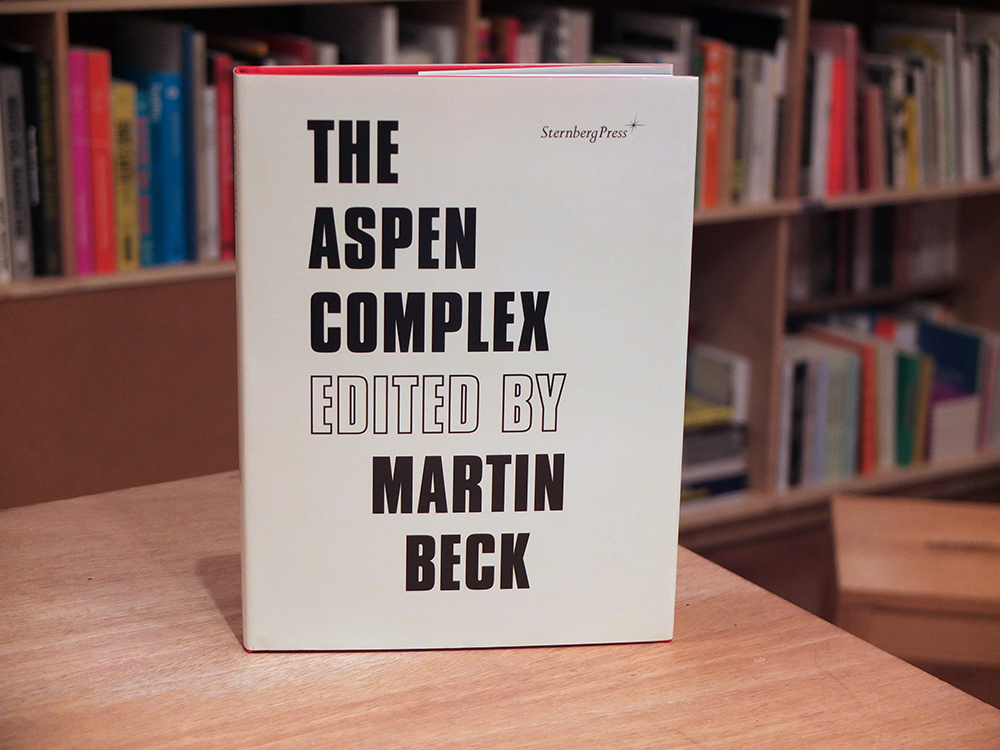 THE
SternbergPress
ASPEN
COMPLEX
EDITED BY
MARTIN
BECK